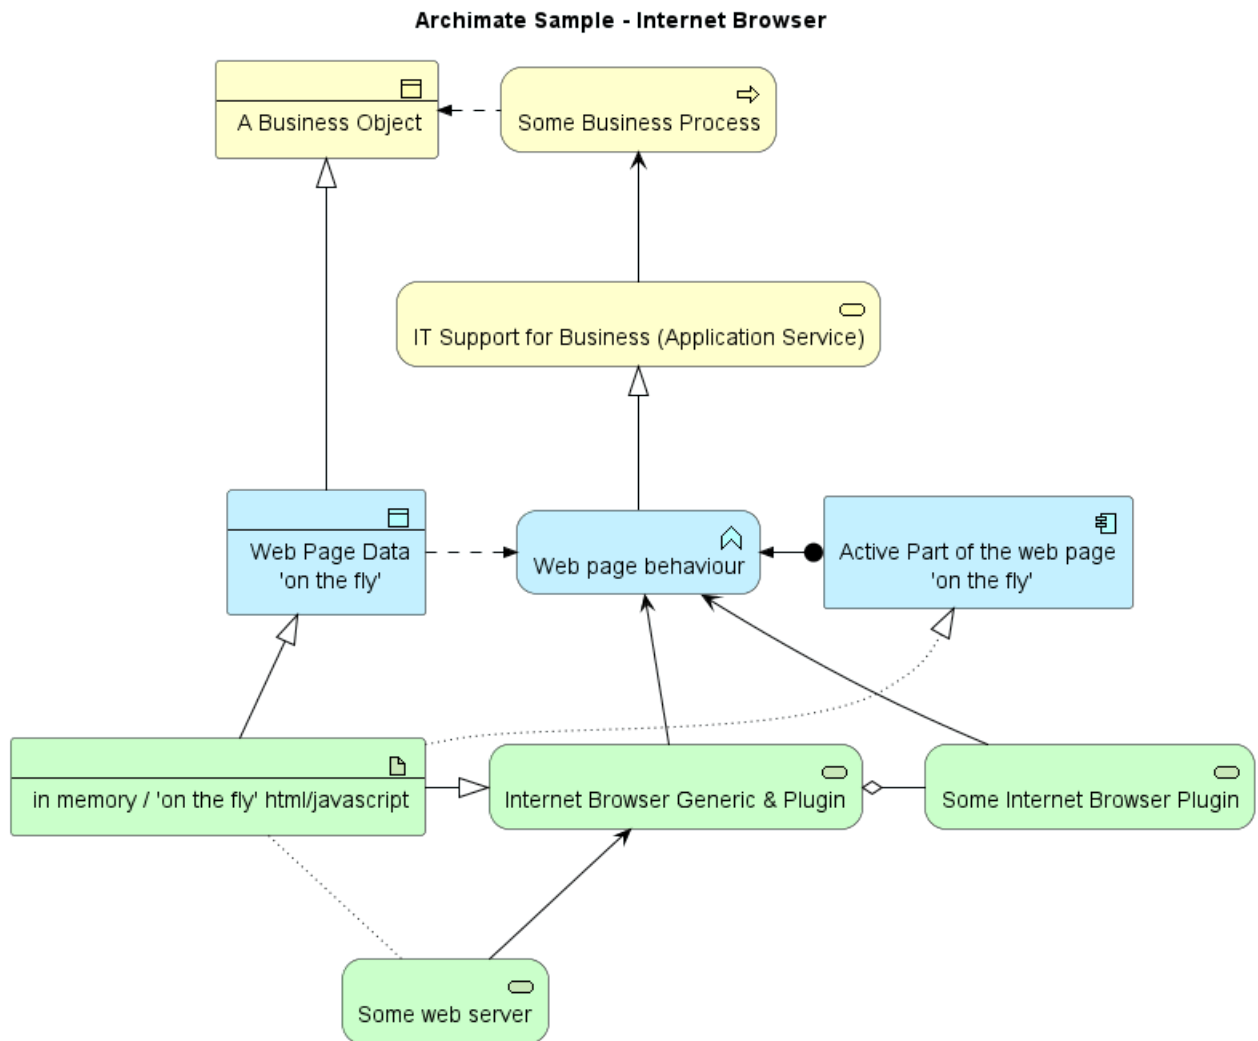 Archimate Sample - Internet Browser
A Business Object
Some Business Process
IT Support for Business (Application Service)
Web Page Data
'on the fly'
Web page behaviour
Active Part of the web page
'on the fly'
in memory / 'on the fly' html/javascript
Internet Browser Generic & Plugin
Some Internet Browser Plugin
Some web server